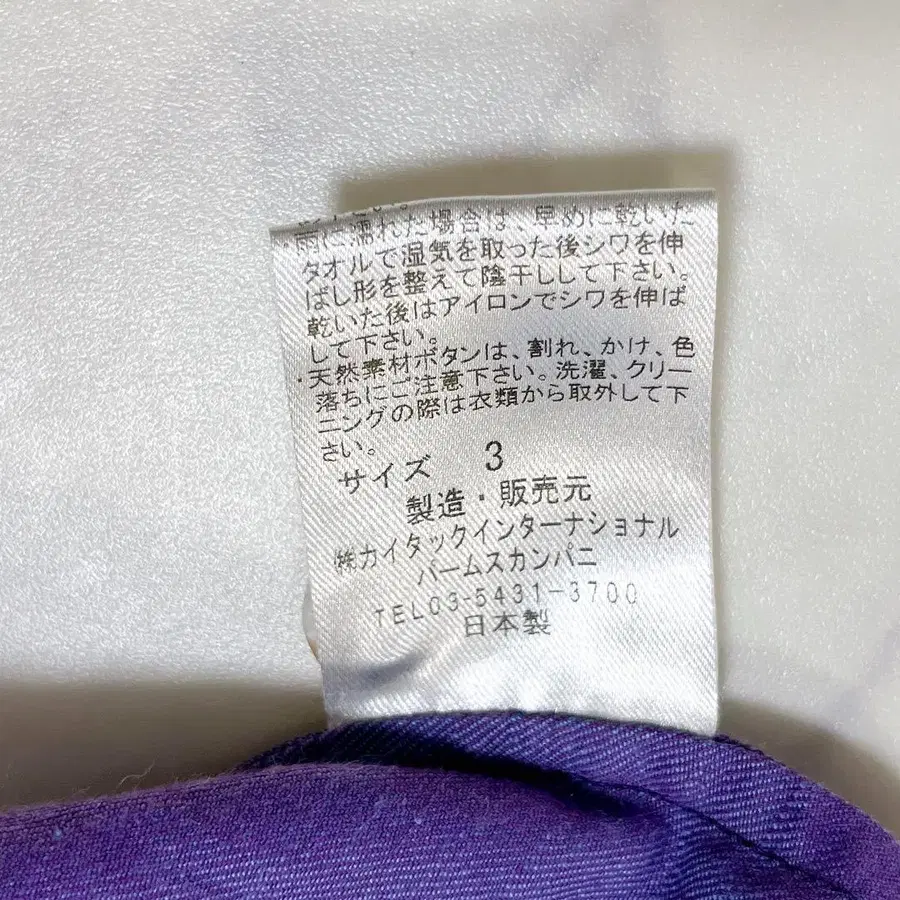 下さい。
・雨に濡れた場合は、早めに乾いた
タオルで湿気を取った後シワを伸
ばし形を整えて陰干しして下さい。
乾いた後はアイロンでシワを伸ば
して下さい。
・天然素材ボタンは、割れ、かけ、色
落ちにご注意下さい。洗濯、クリー
ニングの際は衣類から取外して下
さい。
サイズ 3
製造・販売元
㈱カイタックインターナショナル
パームスカンパニ
TEL03-5431-3700
日本製